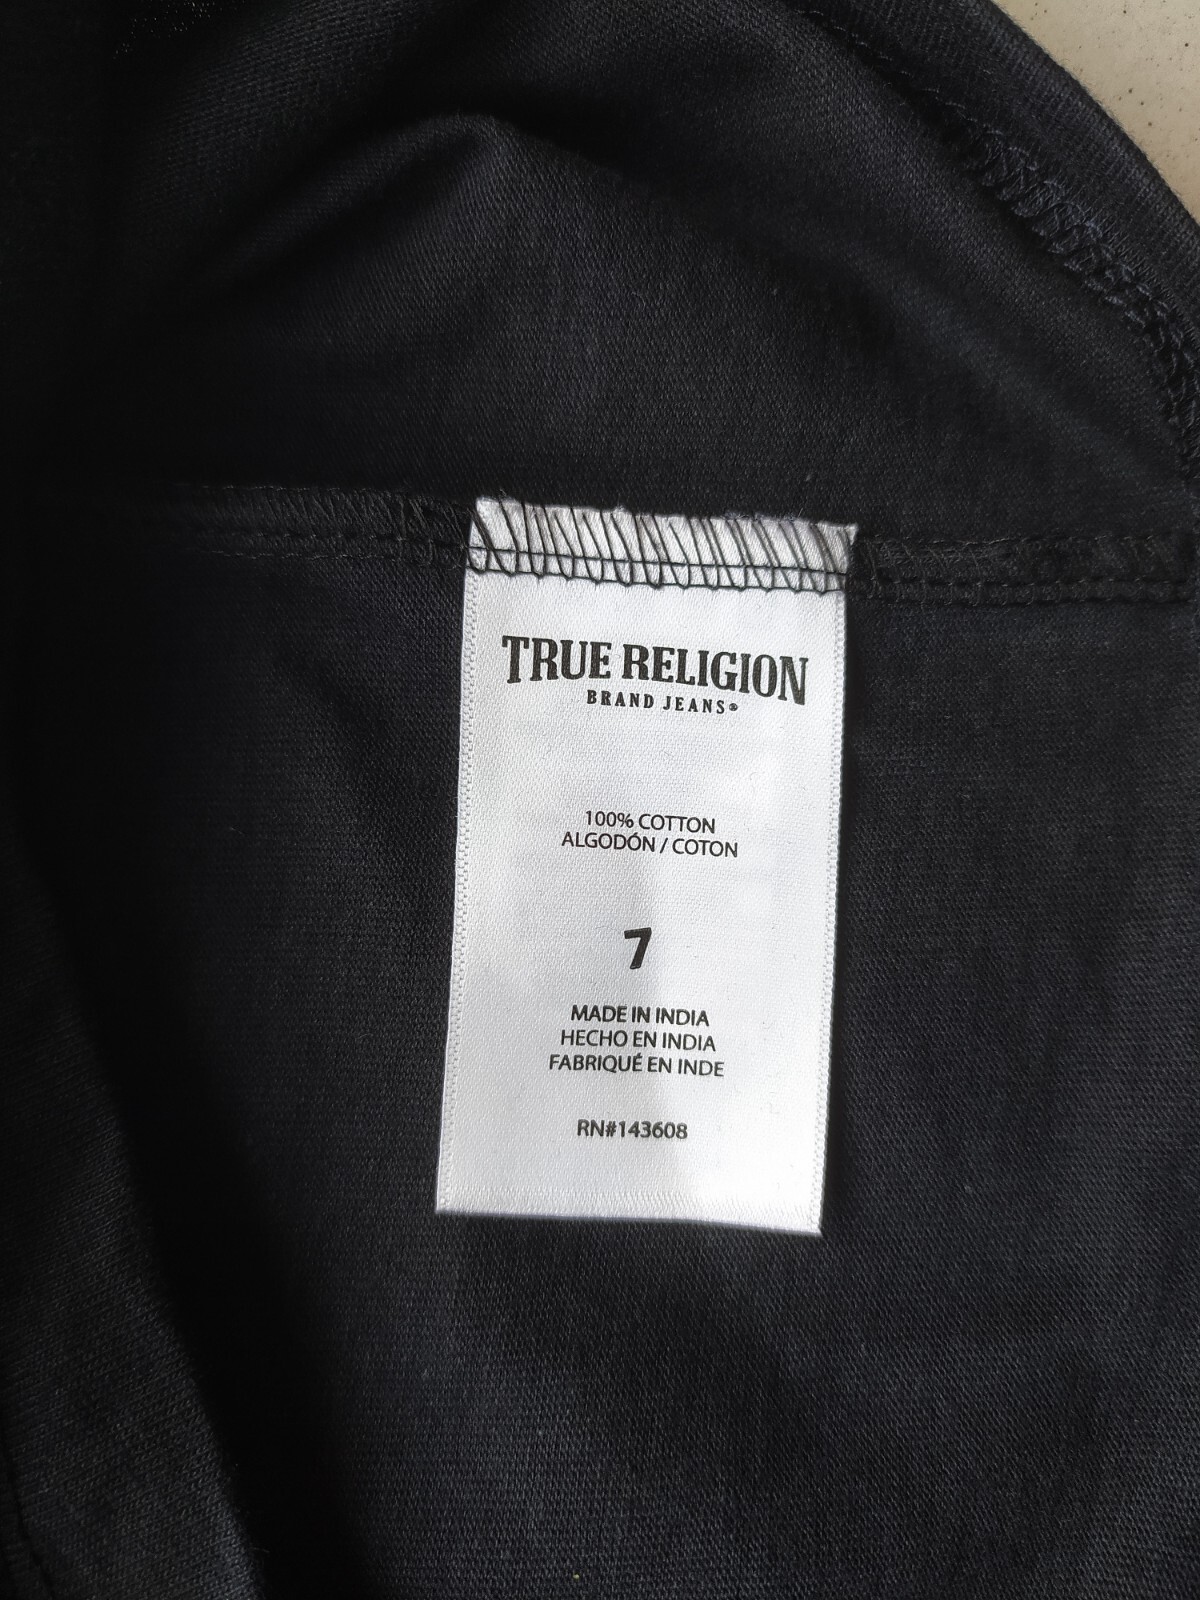 TRUE RELIGION
BRAND JEANS®
100% COTTON
ALGODÓN / COTON
7
MADE IN INDIA
HECHO EN INDIA
FABRIQUÉ EN INDE
RN#143608